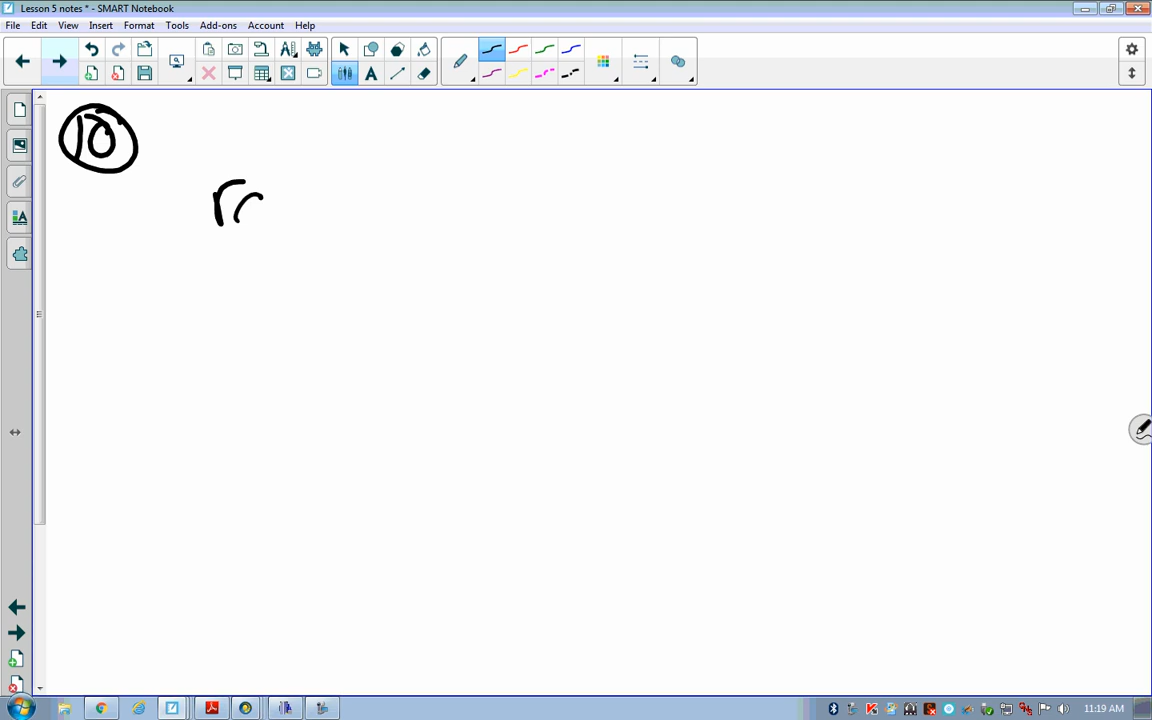 Lesson 5 notes * - SMART Notebook
File Edit View Insert Format Tools Add-ons Account Help
10
11:19 AM